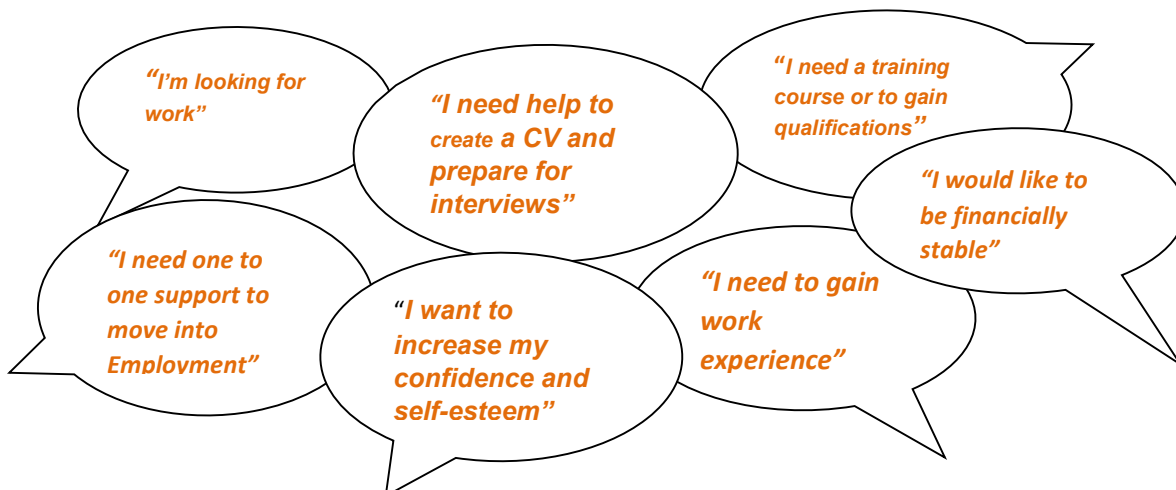 “I’m looking for
work”
“I need help to
create a CV and
prepare for
interviews”
“I need a training
course or to gain
qualifications”
“I would like to
be financially
stable”
“I need one to
one support to
move into
Employment”
“I want to
increase my
confidence and
self-esteem”
“I need to gain
work
experience”